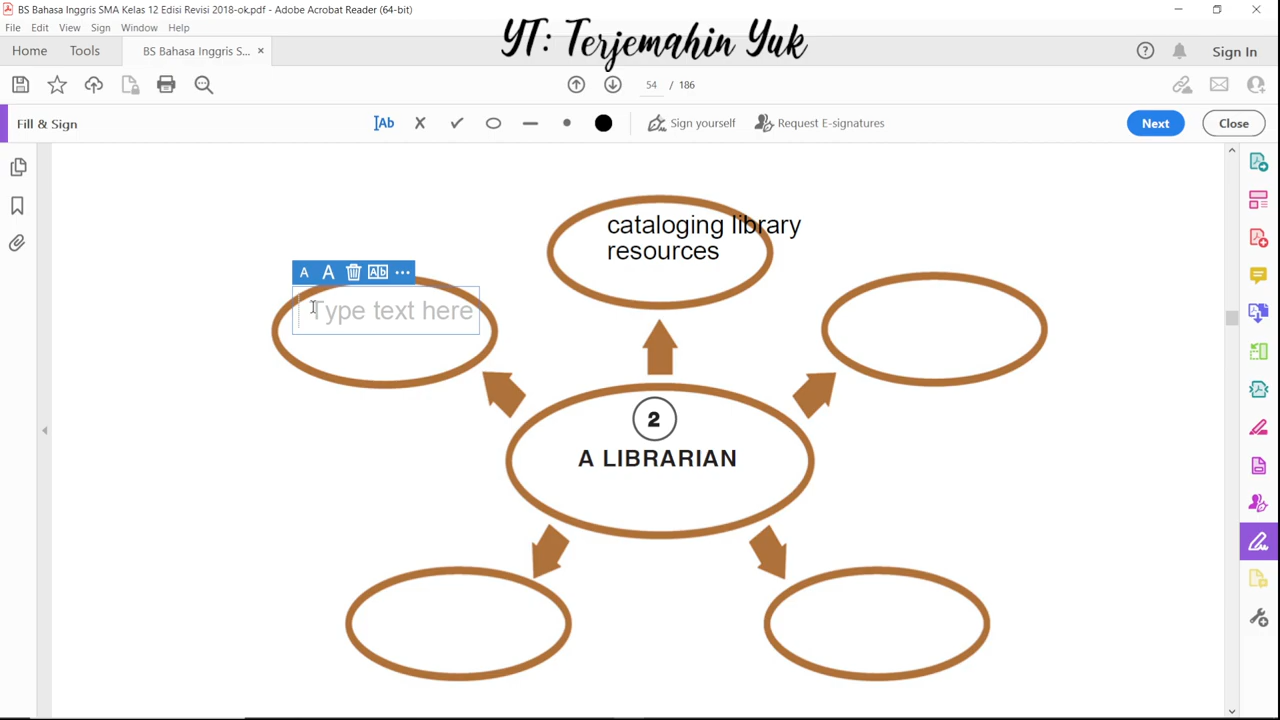 BS Bahasa Inggris SMA Kelas 12 Edisi Revisi 2018-ok.pdf - Adobe Acrobat Reader (64-bit)
File Edit View Sign Window Help
YT: Terjemahin Yuk
Home Tools BS Bahasa Inggris S... × Sign In
54 / 186
Fill & Sign Ab Sign yourself Request E-signatures Next Close
cataloging library
resources
A A Ab
Type text here
2
A LIBRARIAN